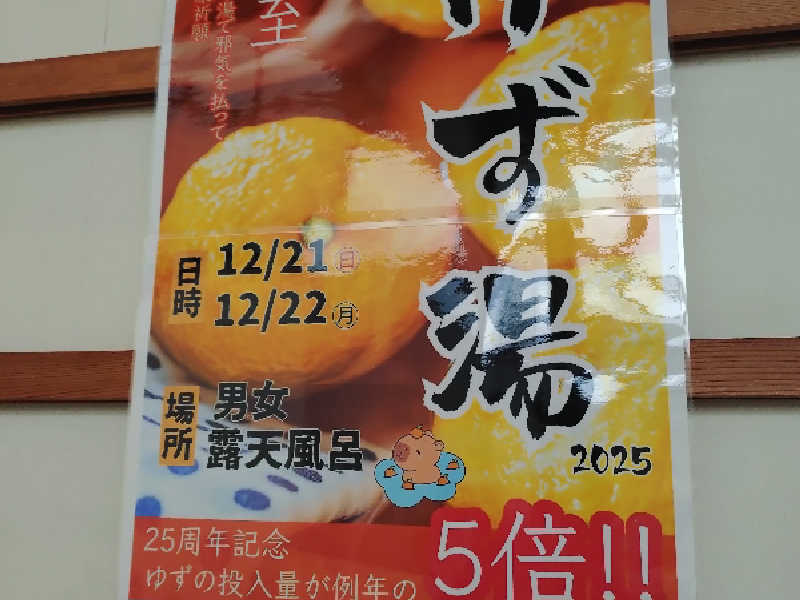 ゆず湯
2025
至
湯で邪気を払って
祈願
日時
12/21 日
12/22 月
場所
男女
露天風呂
25周年記念
ゆずの投入量が例年の
5倍!!